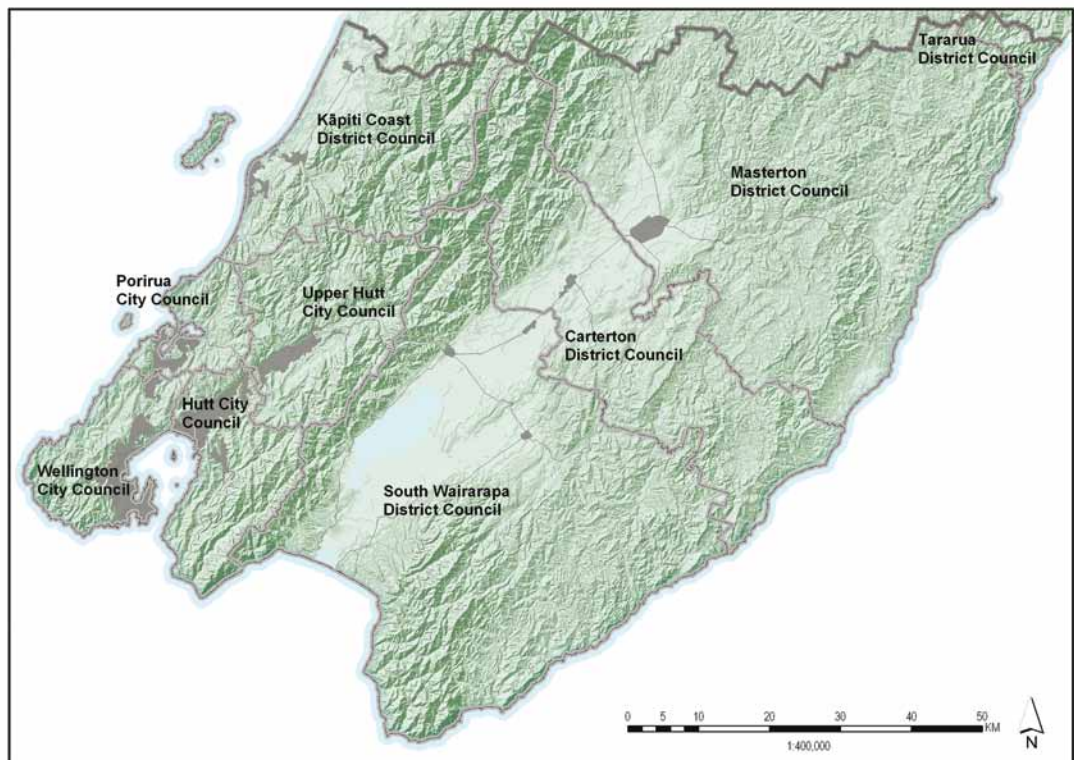 Tararua
District Council
Kāpiti Coast
District Council
Masterton
District Council
Porirua
City Council
Upper Hutt
City Council
Carterton
District Council
Hutt City
Council
Wellington
City Council
South Wairarapa
District Council
0 5 10 20 30 40 50
KM
1:400,000
N